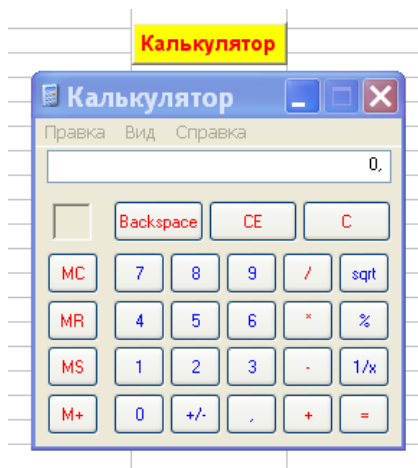 Калькулятор
Калькулятор
Правка Вид Справка
0,
Backspace CE C
MC 7 8 9 / sqrt
MR 4 5 6 * %
MS 1 2 3 - 1/x
M+ 0 +/- , + =